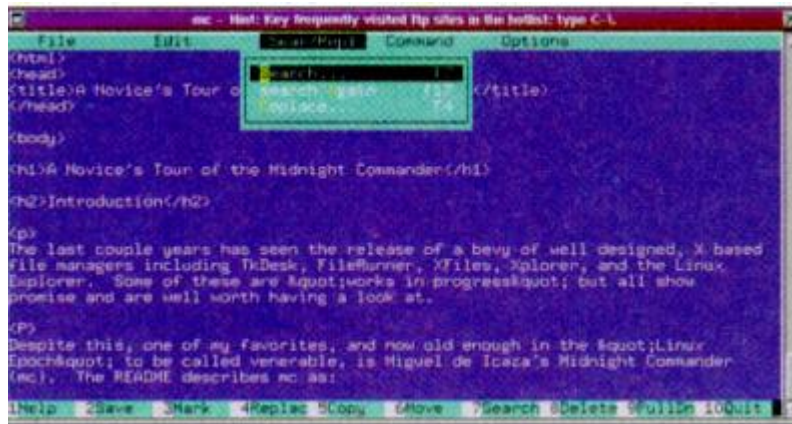 mc - Hint: Key frequently visited ftp sites in the hotlist: type C-\.
File Edit Sear/Repl Command Options
<html>
<head>
<title>A Novice's Tour o </title>
</head>
Search...
search again f17
Replace... F4
<body>
<h1>A Novice's Tour of the Midnight Commander</h1>
<h2>Introduction</h2>
<p>
The last couple years has seen the release of a bevy of well designed, X based
file managers including TkDesk, FileRunner, XFiles, Xplorer, and the Linux
Explorer. Some of these are &quot;works in progress&quot; but all show
promise and are well worth having a look at.
<P>
Despite this, one of my favorites, and now old enough in the &quot;Linux
Epoch&quot; to be called venerable, is Miguel de Icaza's Midnight Commander
(mc). The README describes mc as:
1Help 2Save 3Mark 4Replac 5Copy 6Move 7Search 8Delete 9PullDn 10Quit